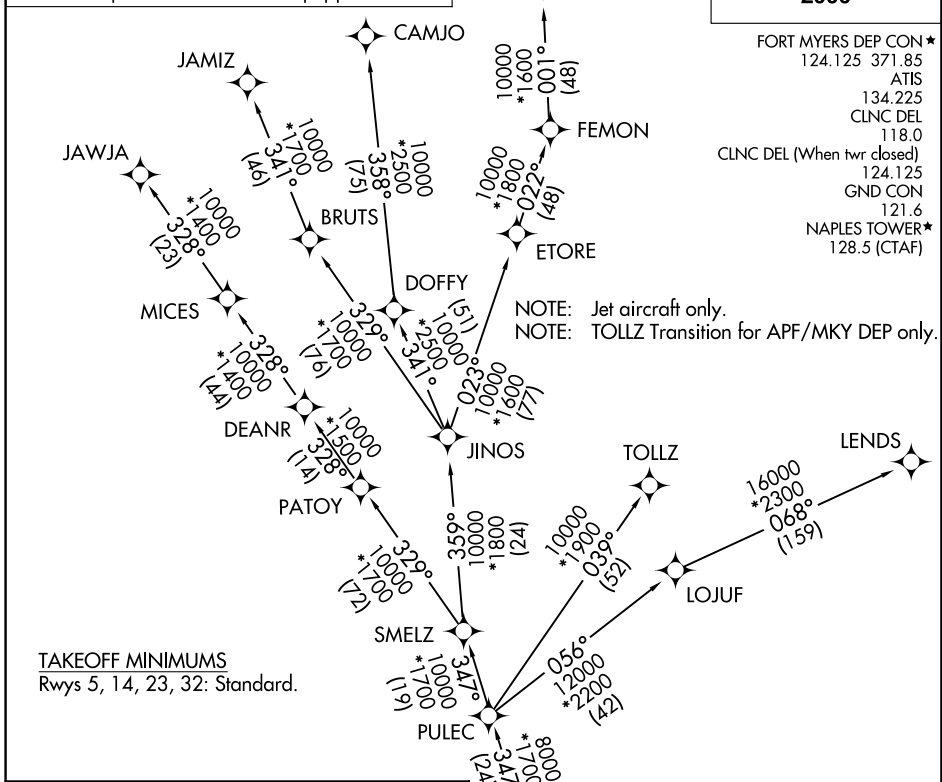 CAMJO
JAMIZ
JAWJA
10000
*1700
341°
(46)
10000
*2500
358°
(75)
10000
*1600
001°
(48)
FEMON
10000
*1800
022°
(48)
ETORE
FORT MYERS DEP CON★
124.125 371.85
ATIS
134.225
CLNC DEL
118.0
CLNC DEL (When twr closed)
124.125
GND CON
121.6
NAPLES TOWER★
128.5 (CTAF)
10000
*1400
328°
(23)
BRUTS
MICES
DOFFY
NOTE: Jet aircraft only.
NOTE: TOLLZ Transition for APF/MKY DEP only.
329°
10000
*1700
(76)
(51)
10000
*2500
341°
023°
10000
*1600
(77)
328°
10000
*1400
(44)
DEANR
10000
*1500
328°
(14)
JINOS
TOLLZ
LENDS
PATOY
16000
*2300
068°
(159)
359°
10000
*1800
(24)
10000
*1900
039°
(52)
329°
10000
*1700
(72)
LOJUF
SMELZ
056°
12000
*2200
(42)
TAKEOFF MINIMUMS
Rwys 5, 14, 23, 32: Standard.
347°
10000
*1700
(19)
PULEC
8000
*1700
347°